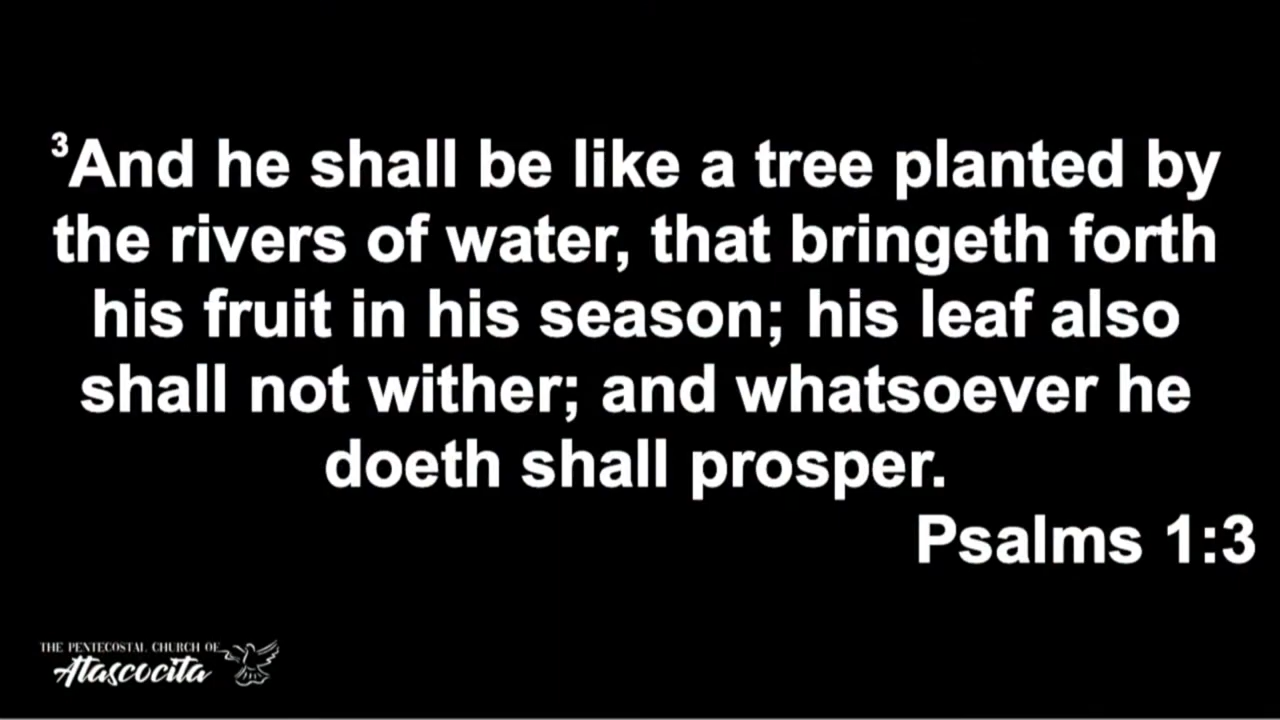 ³And he shall be like a tree planted by
the rivers of water, that bringeth forth
his fruit in his season; his leaf also
shall not wither; and whatsoever he
doeth shall prosper.
Psalms 1:3
THE PENTECOSTAL CHURCH OF
Atascocita